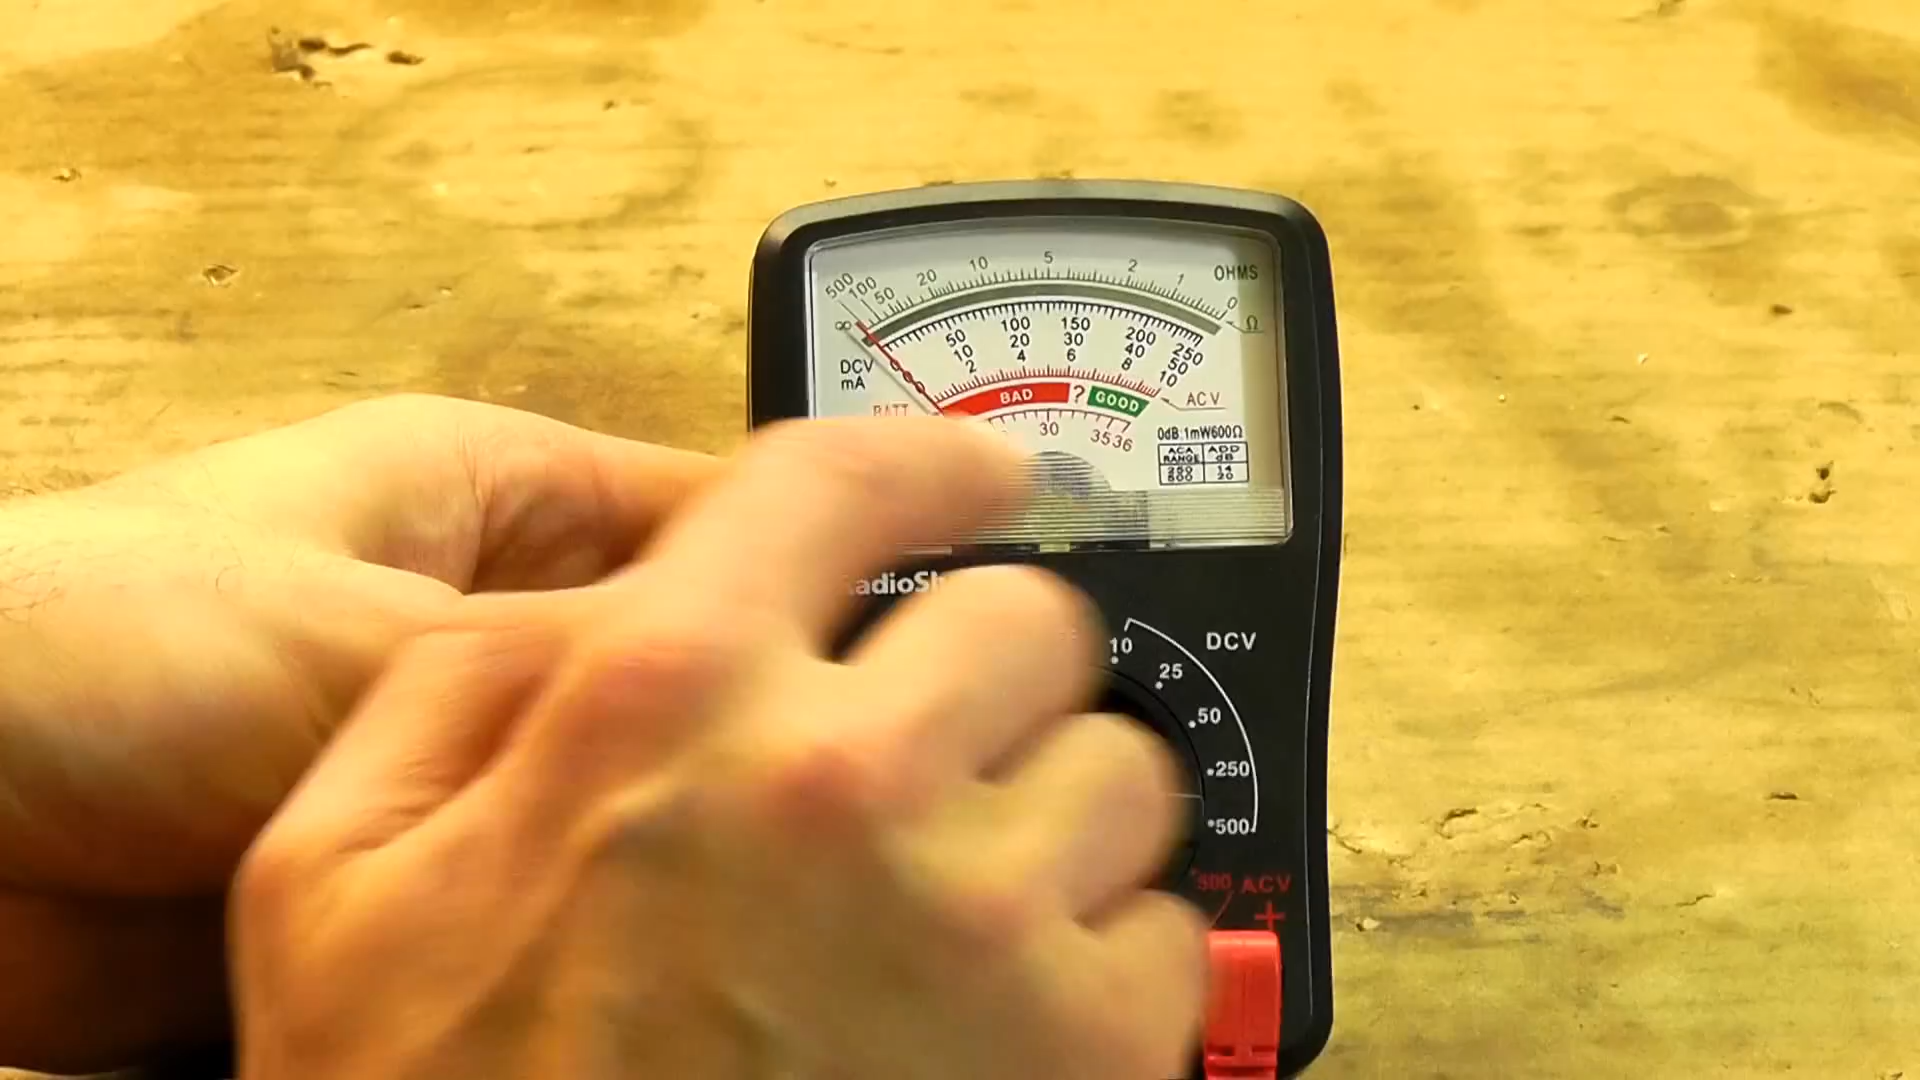 500 100 50 20 10 5 2 1 0 OHMS
∞ Ω
50 100 150 200 250
10 20 30 40 50
2 4 6 8 10
DCV
mA
BATT BAD ? GOOD ACV
30 35 36
0dB:1mW600Ω
ACA RANGE ADD dB
250 14
500 20
adioSh
10 DCV
25
50
250
500
500 ACV
+